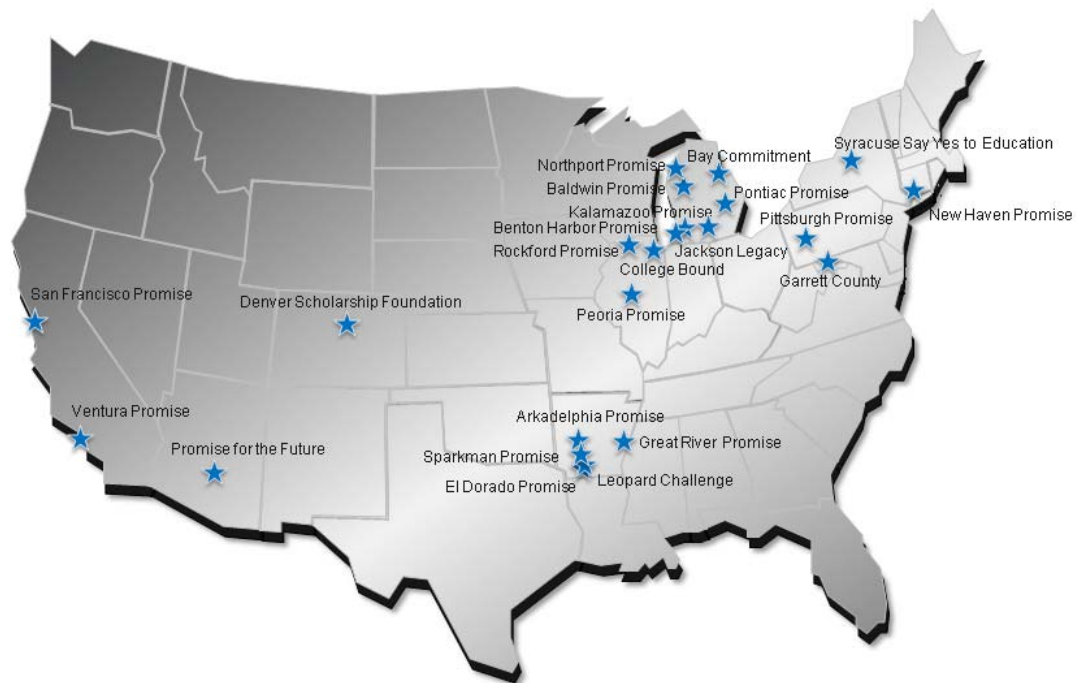 Syracuse Say Yes to Education
Bay Commitment
Northport Promise
Baldwin Promise
Pontiac Promise
Kalamazoo Promise
Pittsburgh Promise
New Haven Promise
Benton Harbor Promise
Rockford Promise
Jackson Legacy
College Bound
Garrett County
San Francisco Promise
Denver Scholarship Foundation
Peoria Promise
Ventura Promise
Arkadelphia Promise
Promise for the Future
Great River Promise
Sparkman Promise
Leopard Challenge
El Dorado Promise